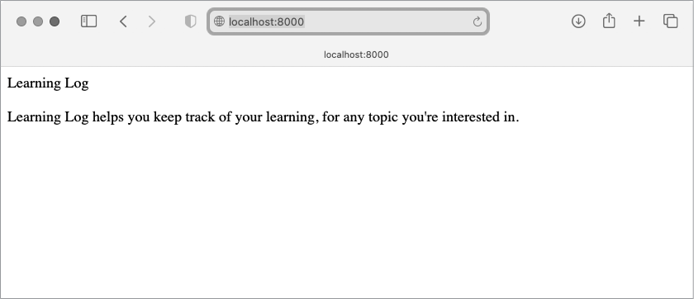 localhost:8000
localhost:8000
Learning Log
Learning Log helps you keep track of your learning, for any topic you're interested in.